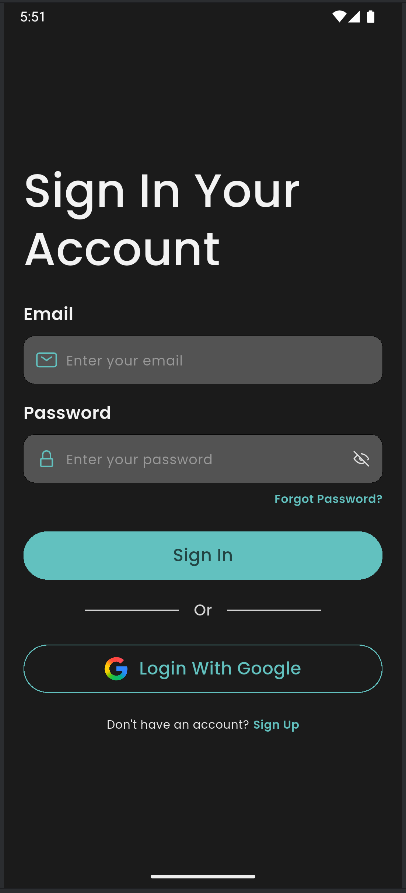 5:51
Sign In Your
Account
Email
Enter your email
Password
Enter your password
Forgot Password?
Sign In
Or
Login With Google
Don't have an account? Sign Up